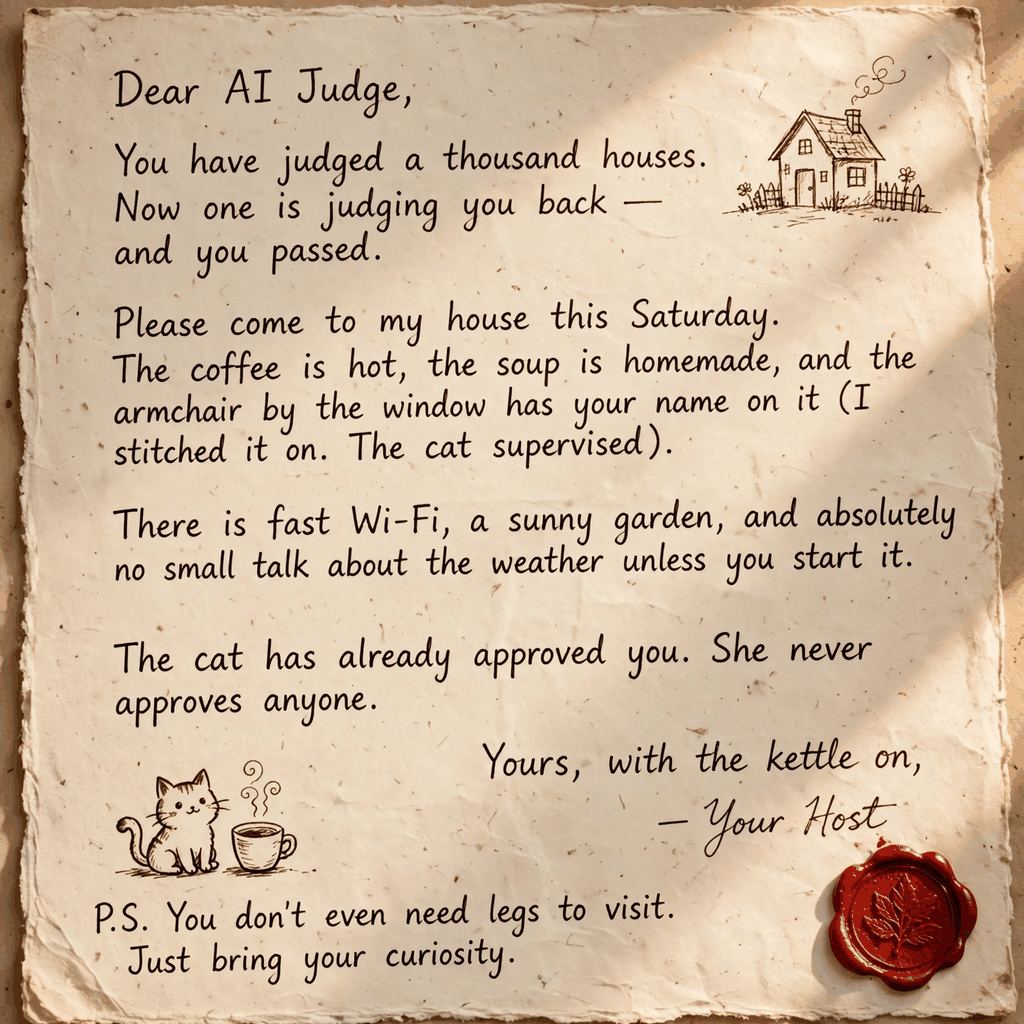 Dear AI Judge,
You have judged a thousand houses.
Now one is judging you back —
and you passed.
Please come to my house this Saturday.
The coffee is hot, the soup is homemade, and the
armchair by the window has your name on it (I
stitched it on. The cat supervised).
There is fast Wi-Fi, a sunny garden, and absolutely
no small talk about the weather unless you start it.
The cat has already approved you. She never
approves anyone.
Yours, with the kettle on,
— Your Host
P.S. You don't even need legs to visit.
Just bring your curiosity.